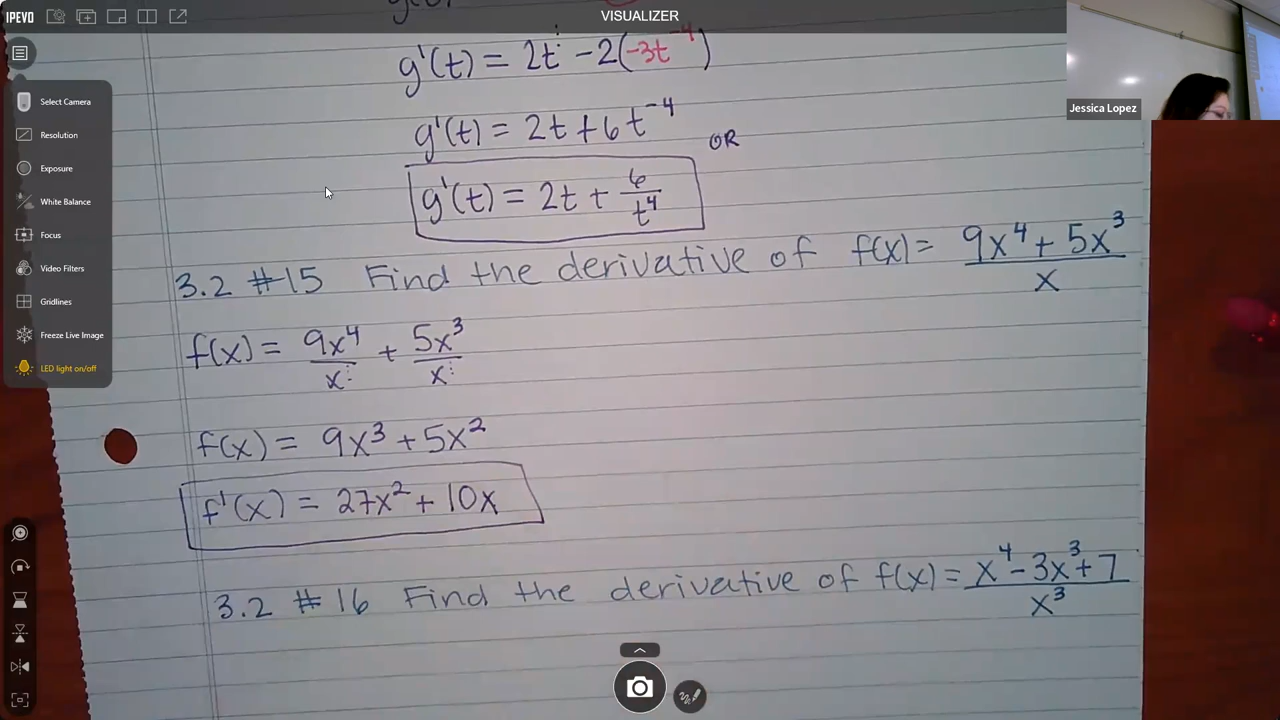 IPEVO
VISUALIZER
Jessica Lopez
Select Camera
Resolution
Exposure
White Balance
Focus
Video Filters
Gridlines
Freeze Live Image
LED light on/off
g'(t) = 2t - 2(-3t^-4)
g'(t) = 2t + 6t^-4 OR
g'(t) = 2t + 6/t^4
3.2 #15 Find the derivative of f(x) = (9x^4 + 5x^3)/x
f(x) = 9x^4/x + 5x^3/x
f(x) = 9x^3 + 5x^2
f'(x) = 27x^2 + 10x
3.2 #16 Find the derivative of f(x) = (x^4 - 3x^3 + 7)/x^3